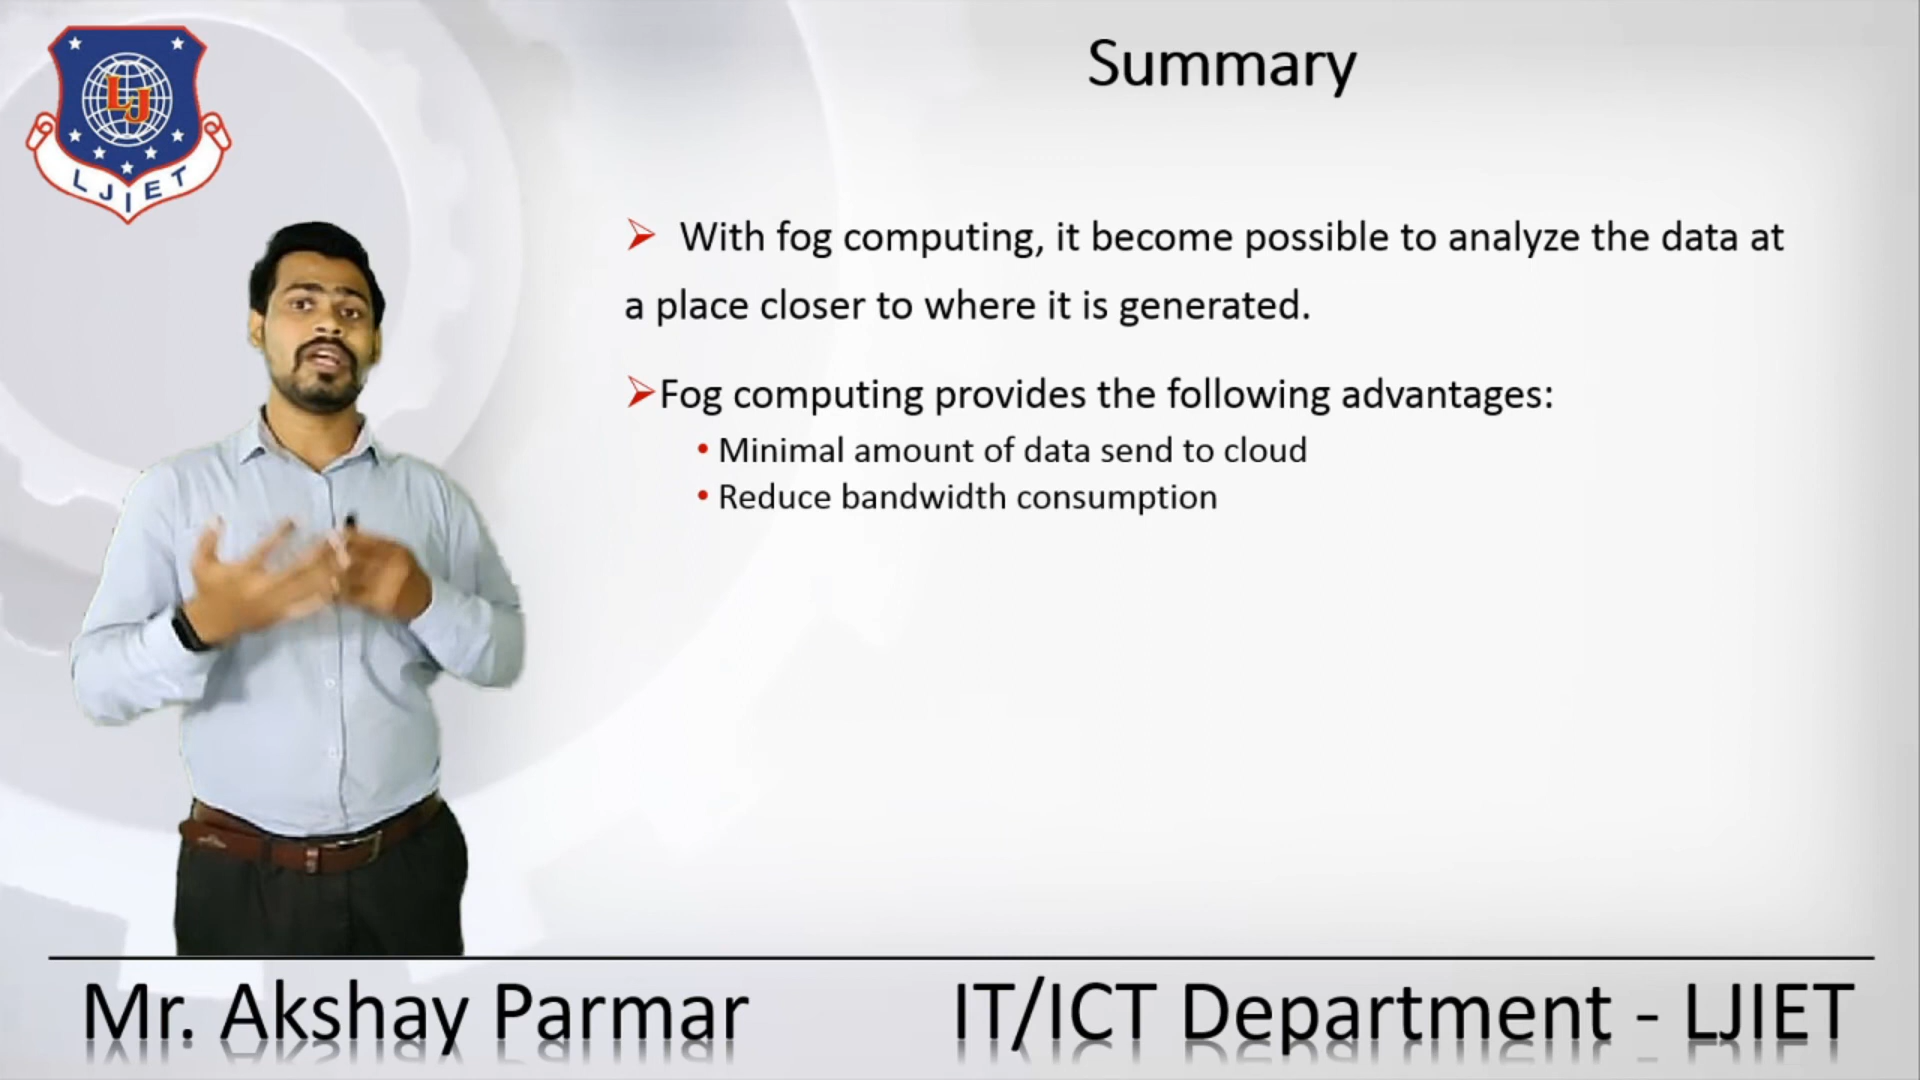 LJ
LJIET
Summary
➢ With fog computing, it become possible to analyze the data at
a place closer to where it is generated.
➢Fog computing provides the following advantages:
• Minimal amount of data send to cloud
• Reduce bandwidth consumption
Mr. Akshay Parmar
IT/ICT Department - LJIET